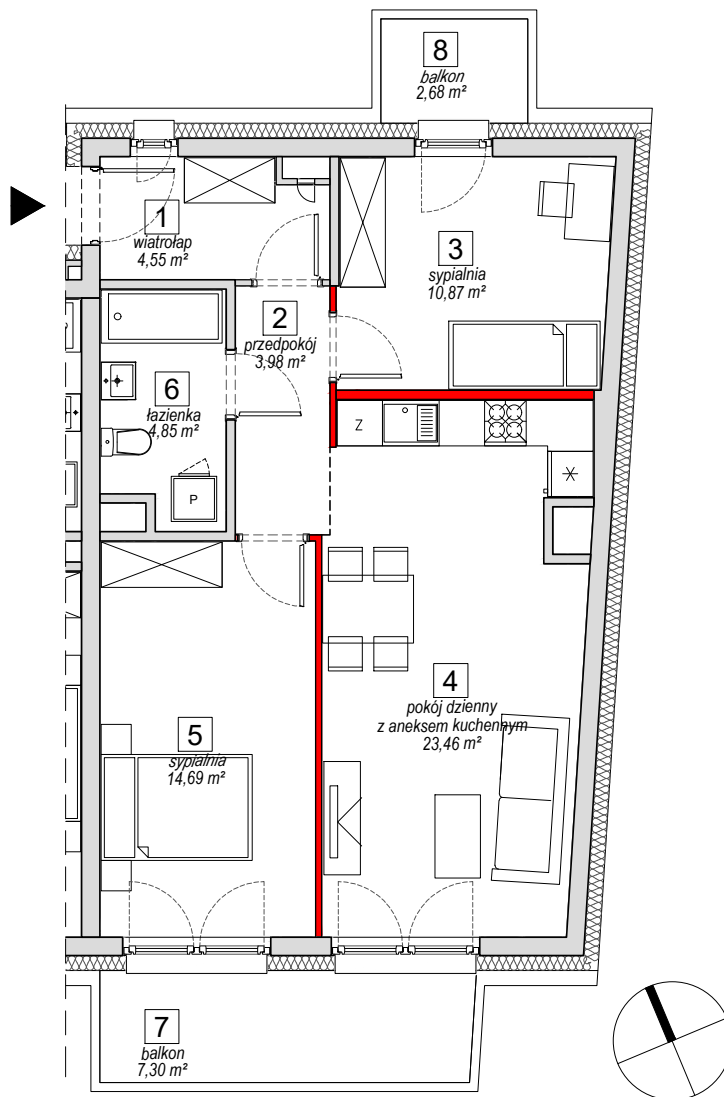 8
balkon
2,68 m²
1
wiatrołap
4,55 m²
3
sypialnia
10,87 m²
2
przedpokój
3,98 m²
6
łazienka
4,85 m²
Z
P
4
pokój dzienny
z aneksem kuchennym
23,46 m²
5
sypialnia
14,69 m²
7
balkon
7,30 m²